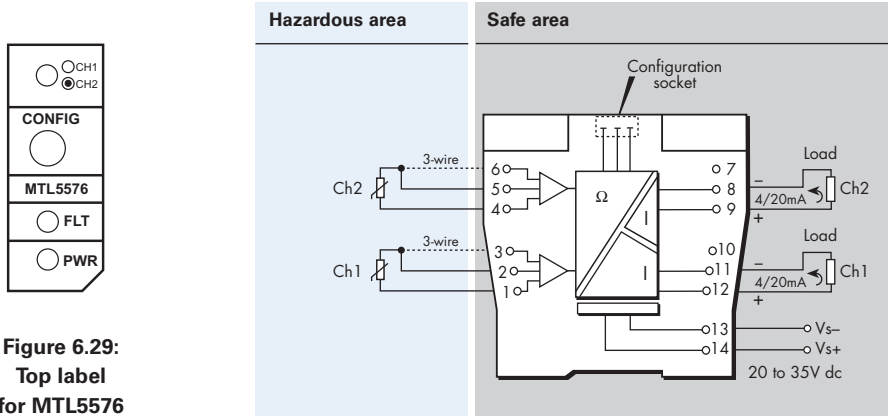 CH1
CH2
CONFIG
MTL5576
FLT
PWR
Figure 6.29:
Top label
for MTL5576
Hazardous area
Safe area
Configuration
socket
3-wire
Ch2
6
5
4
3-wire
Ch1
3
2
1
Ω
I
I
7
8
9
10
11
12
13
14
Load
–
4/20mA
+
Ch2
Load
–
4/20mA
+
Ch1
Vs–
Vs+
20 to 35V dc